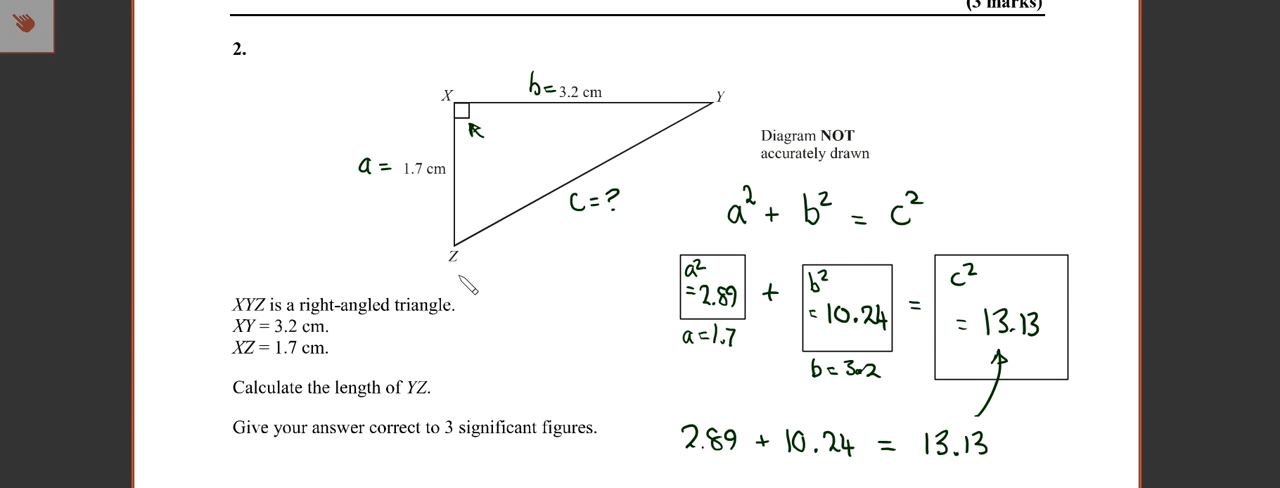 (3 marks)
2.
b= 3.2 cm
X
Y
Diagram NOT
accurately drawn
a = 1.7 cm
c=?
a² + b² = c²
Z
a²
=2.89
+
b²
= 10.24
=
c²
= 13.13
a=1.7
b= 3.2
XYZ is a right-angled triangle.
XY = 3.2 cm.
XZ = 1.7 cm.
Calculate the length of YZ.
Give your answer correct to 3 significant figures.
2.89 + 10.24 = 13.13